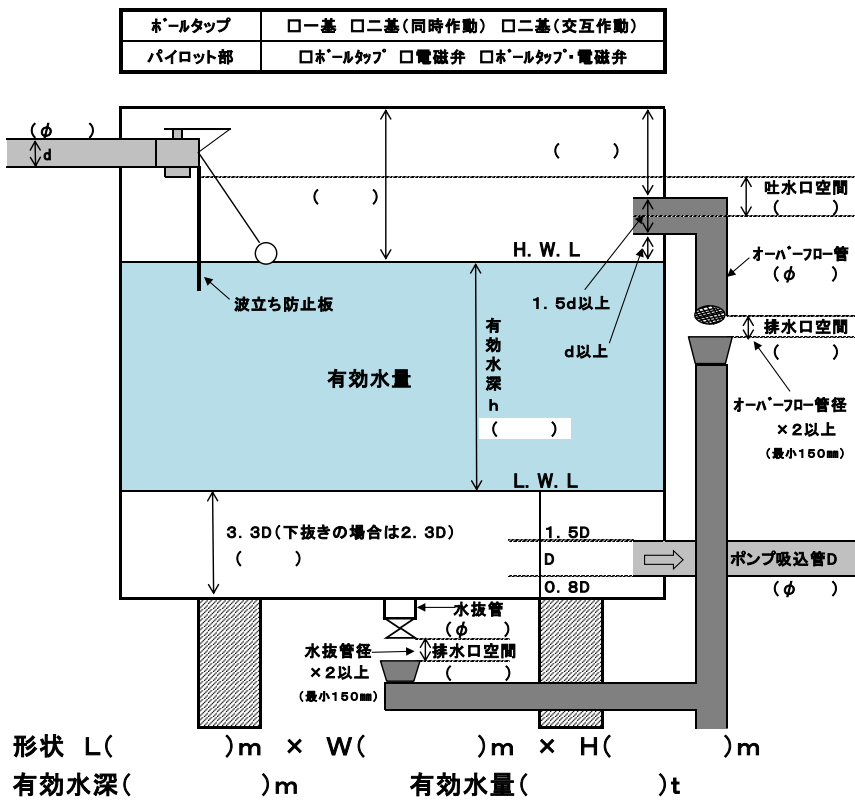 ボールタップ □一基 □二基(同時作動) □二基(交互作動)
パイロット部 □ボールタップ □電磁弁 □ボールタップ・電磁弁
(φ　　)
d
(　　)
(　　)
吐水口空間
(　　)
H.W.L
オーバーフロー管
(φ　　)
波立ち防止板
1.5d以上
有効水深h
(　　)
d以上
排水口空間
(　　)
有効水量
オーバーフロー管径
×2以上
(最小150㎜)
L.W.L
3.3D(下抜きの場合は2.3D)
(　　)
1.5D
D
0.8D
ポンプ吸込管D
(φ　　)
水抜管
(φ　　)
水抜管径
×2以上
(最小150㎜)
排水口空間
(　　)
形状 L(　　　)m × W(　　　)m × H(　　　)m
有効水深(　　　)m 有効水量(　　　)t